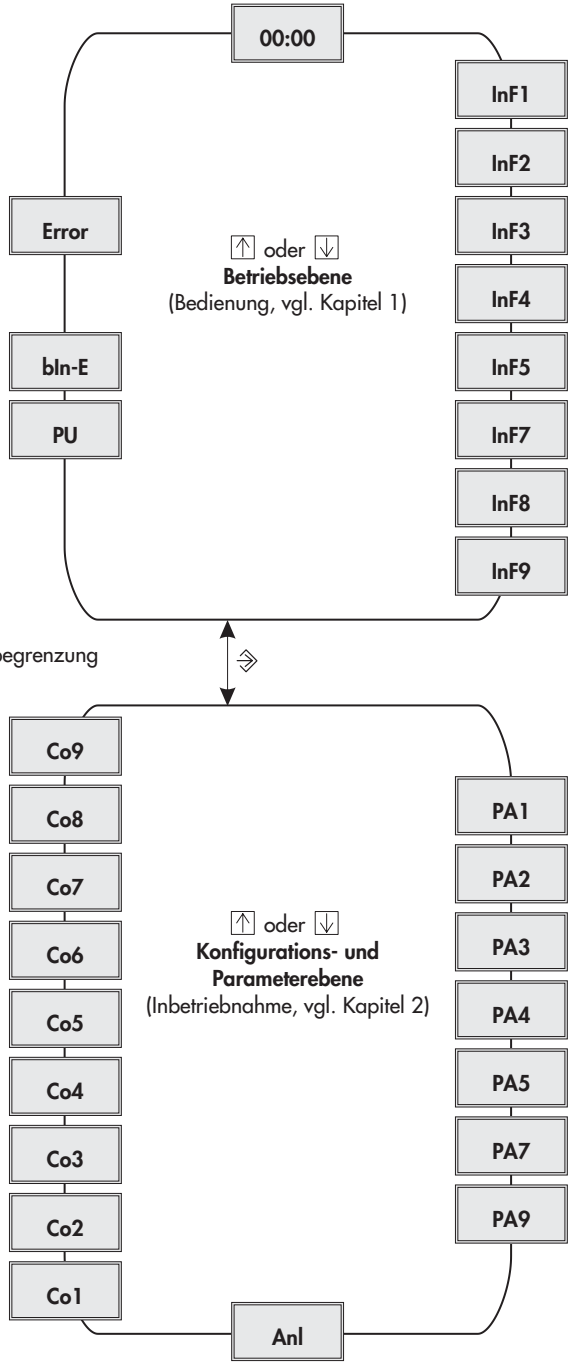 00:00
InF1
InF2
InF3
InF4
InF5
InF7
InF8
InF9
Error
bIn-E
PU
↑ oder ↓
Betriebsebene
(Bedienung, vgl. Kapitel 1)
egrenzung
Co9
Co8
Co7
Co6
Co5
Co4
Co3
Co2
Co1
↑ oder ↓
Konfigurations- und
Parameterebene
(Inbetriebnahme, vgl. Kapitel 2)
PA1
PA2
PA3
PA4
PA5
PA7
PA9
Anl